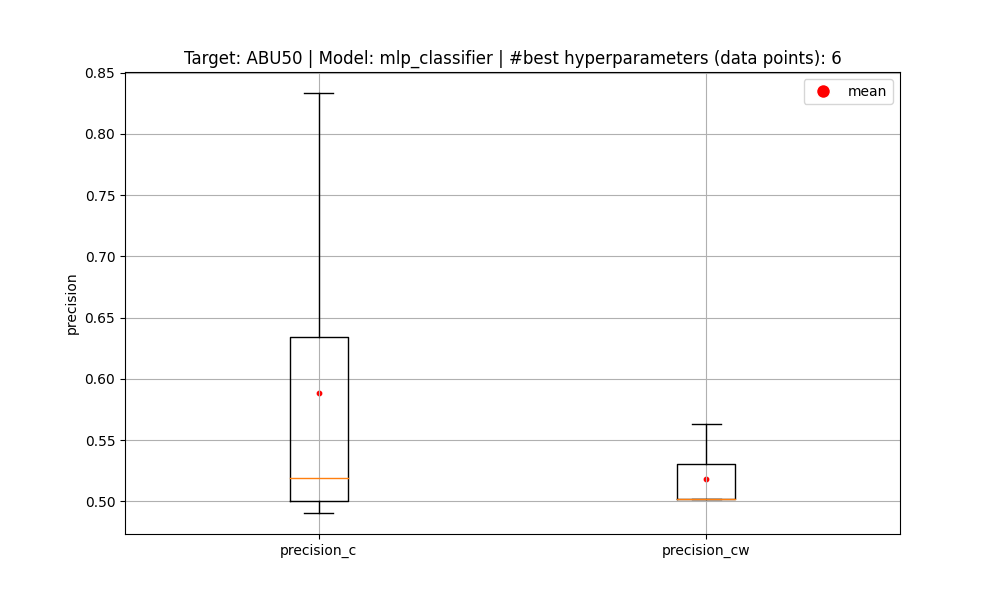 Target: ABU50 | Model: mlp_classifier | #best hyperparameters (data points): 6
mean
0.85
0.80
0.75
0.70
0.65
0.60
0.55
0.50
precision
precision_c
precision_cw